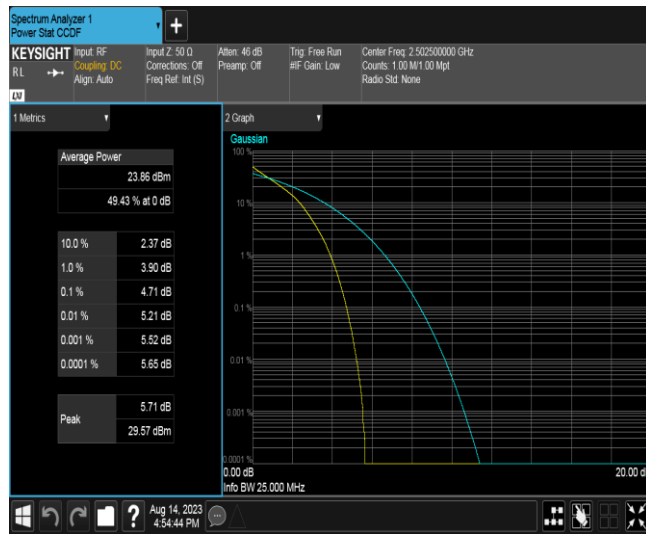 Spectrum Analyzer 1
Power Stat CCDF
+
KEYSIGHT
RL
LXI
Input: RF
Coupling: DC
Align: Auto
Input Z: 50 Ω
Corrections: Off
Freq Ref: Int (S)
Atten: 46 dB
Preamp: Off
Trig: Free Run
#IF Gain: Low
Center Freq: 2.502500000 GHz
Counts: 1.00 M/1.00 Mpt
Radio Std: None
1 Metrics
Average Power
23.86 dBm
49.43 % at 0 dB
10.0 % 2.37 dB
1.0 % 3.90 dB
0.1 % 4.71 dB
0.01 % 5.21 dB
0.001 % 5.52 dB
0.0001 % 5.65 dB
Peak
5.71 dB
29.57 dBm
2 Graph
Gaussian
100 %
10 %
1 %
0.1 %
0.01 %
0.001 %
0.0001 %
0.00 dB
20.00 d
Info BW 25.000 MHz
?
Aug 14, 2023
4:54:44 PM